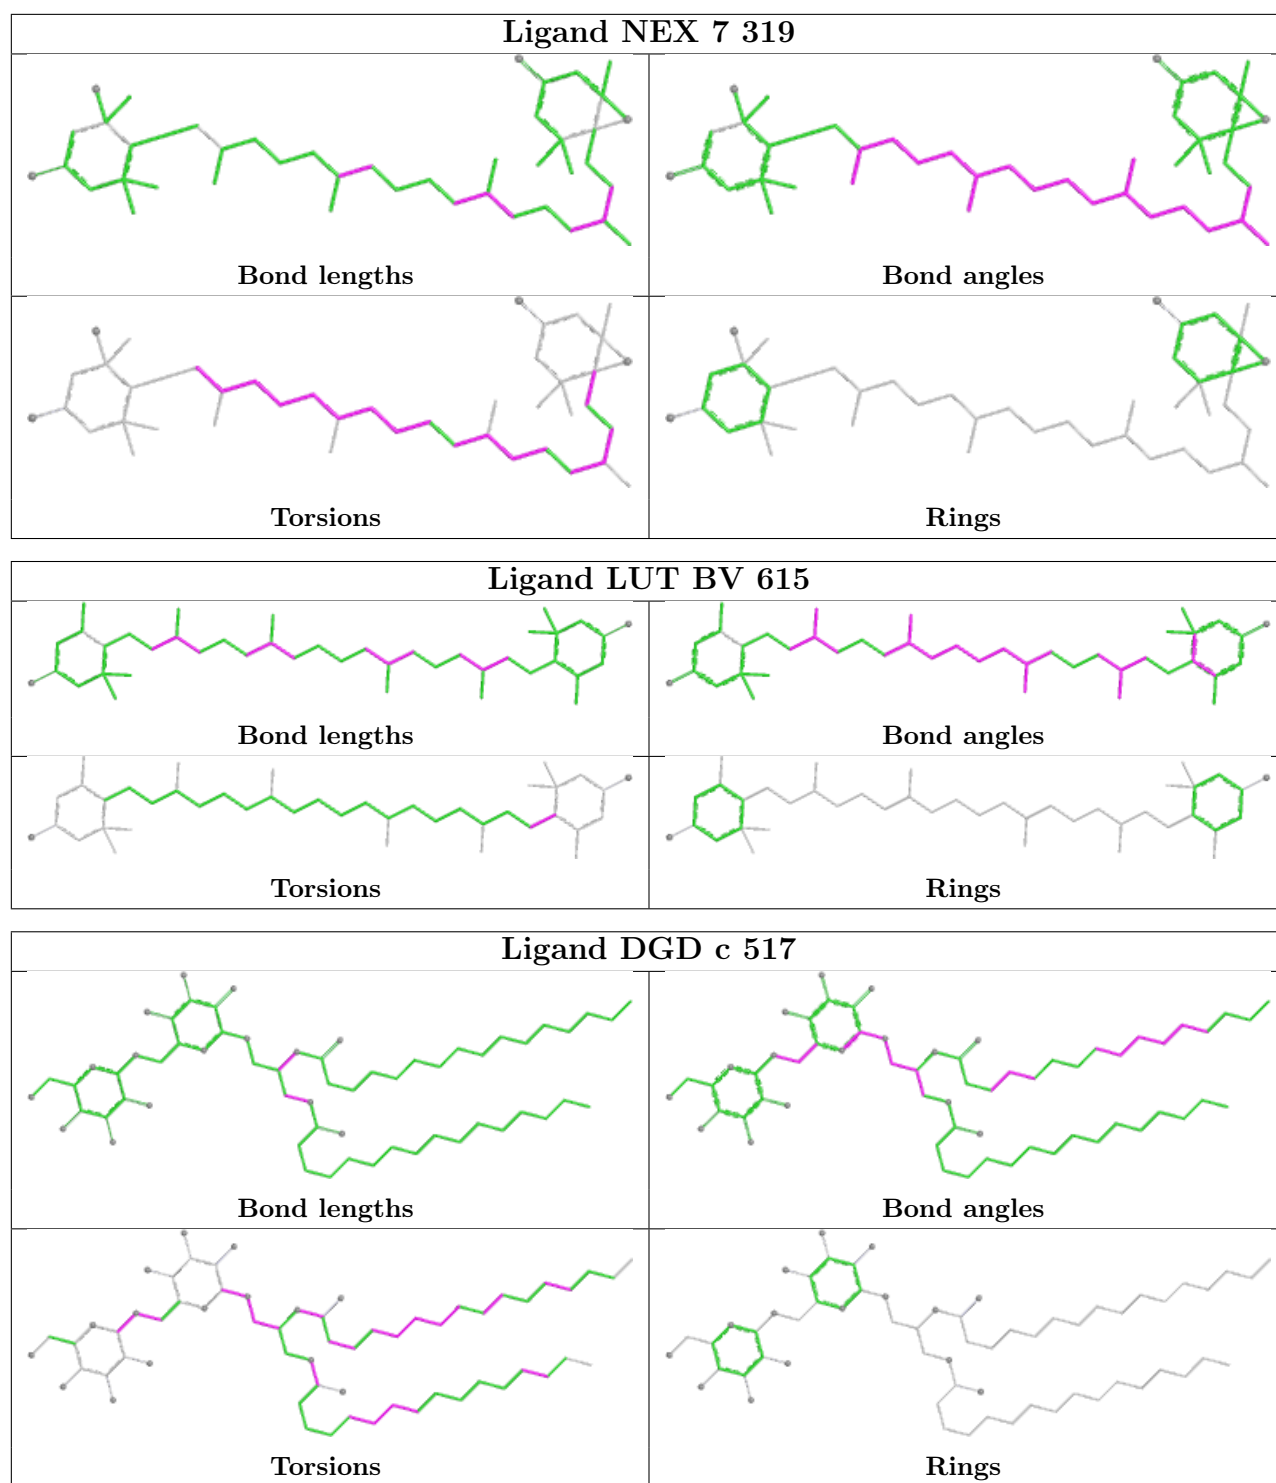 Ligand NEX 7 319
Bond lengths
Bond angles
Torsions
Rings
Ligand LUT BV 615
Bond lengths
Bond angles
Torsions
Rings
Ligand DGD c 517
Bond lengths
Bond angles
Torsions
Rings